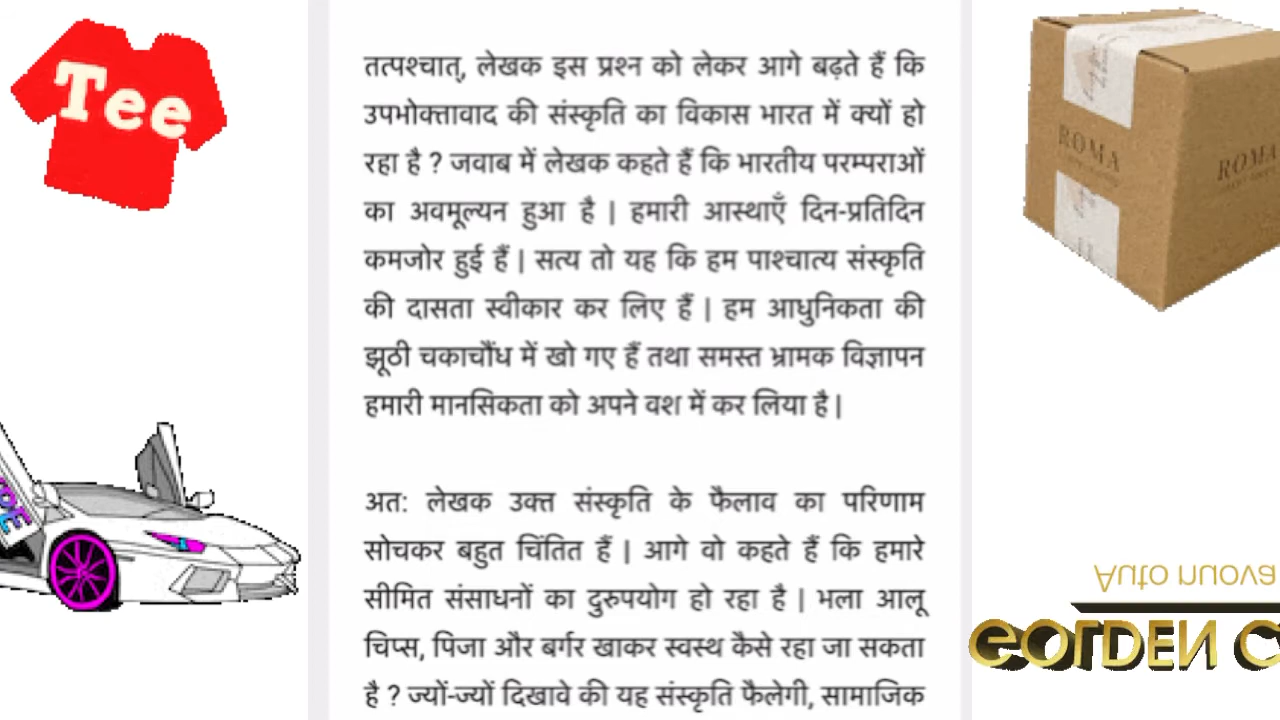 Tee
तत्पश्चात्, लेखक इस प्रश्न को लेकर आगे बढ़ते हैं कि
उपभोक्तावाद की संस्कृति का विकास भारत में क्यों हो
रहा है ? जवाब में लेखक कहते हैं कि भारतीय परम्पराओं
का अवमूल्यन हुआ है | हमारी आस्थाएँ दिन-प्रतिदिन
कमजोर हुई हैं | सत्य तो यह कि हम पाश्चात्य संस्कृति
की दासता स्वीकार कर लिए हैं | हम आधुनिकता की
झूठी चकाचौंध में खो गए हैं तथा समस्त भ्रामक विज्ञापन
हमारी मानसिकता को अपने वश में कर लिया है |
अत: लेखक उक्त संस्कृति के फैलाव का परिणाम
सोचकर बहुत चिंतित हैं | आगे वो कहते हैं कि हमारे
सीमित संसाधनों का दुरुपयोग हो रहा है | भला आलू
चिप्स, पिजा और बर्गर खाकर स्वस्थ कैसे रहा जा सकता
है ? ज्यों-ज्यों दिखावे की यह संस्कृति फैलेगी, सामाजिक
ROMA
ROMA
Auto nuova
GOLDEN C